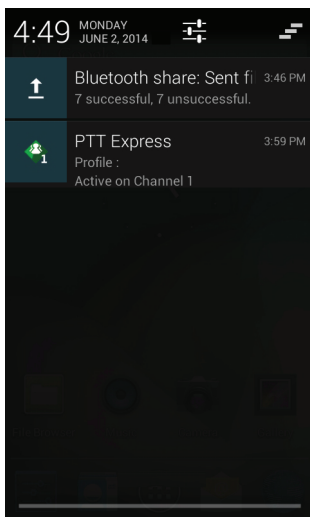 4:49 MONDAY
JUNE 2, 2014
Bluetooth share: Sent fi 3:46 PM
7 successful, 7 unsuccessful.
PTT Express 3:59 PM
1
Profile :
Active on Channel 1